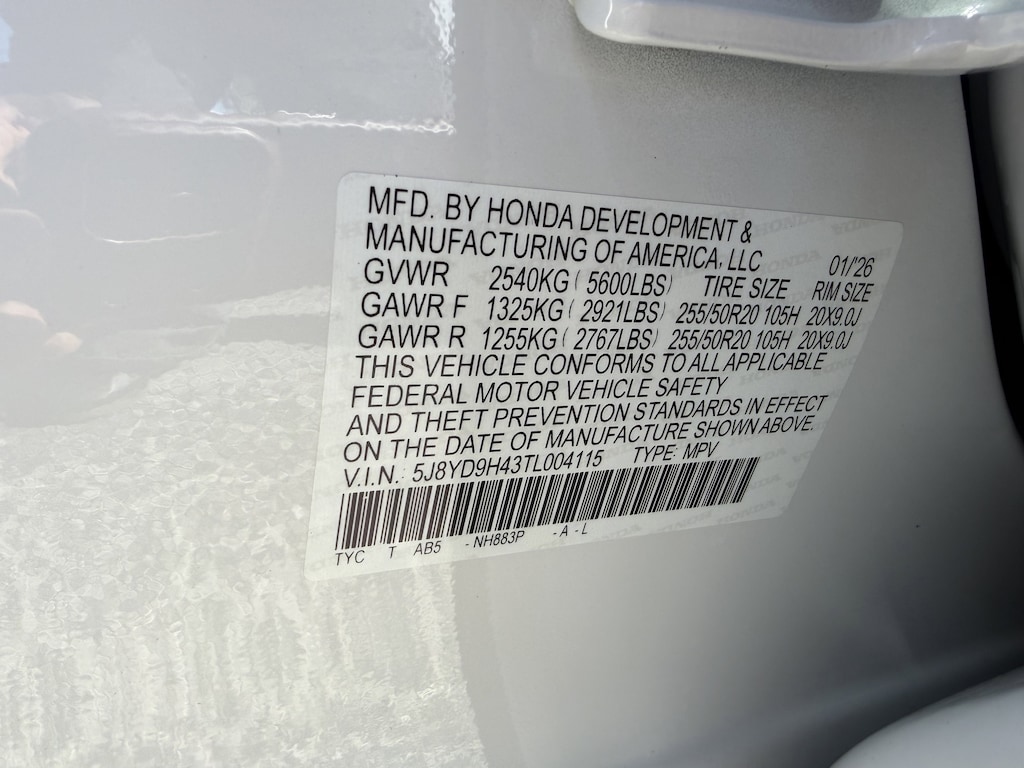 MFD. BY HONDA DEVELOPMENT &
MANUFACTURING OF AMERICA, LLC 01/'26
GVWR 2540KG ( 5600LBS) TIRE SIZE RIM SIZE
GAWR F 1325KG ( 2921LBS) 255/50R20 105H 20X9.0J
GAWR R 1255KG ( 2767LBS) 255/50R20 105H 20X9.0J
THIS VEHICLE CONFORMS TO ALL APPLICABLE
FEDERAL MOTOR VEHICLE SAFETY
AND THEFT PREVENTION STANDARDS IN EFFECT
ON THE DATE OF MANUFACTURE SHOWN ABOVE.
V.I.N.: 5J8YD9H43TL004115 TYPE: MPV
TYC T AB5 - NH883P - A - L